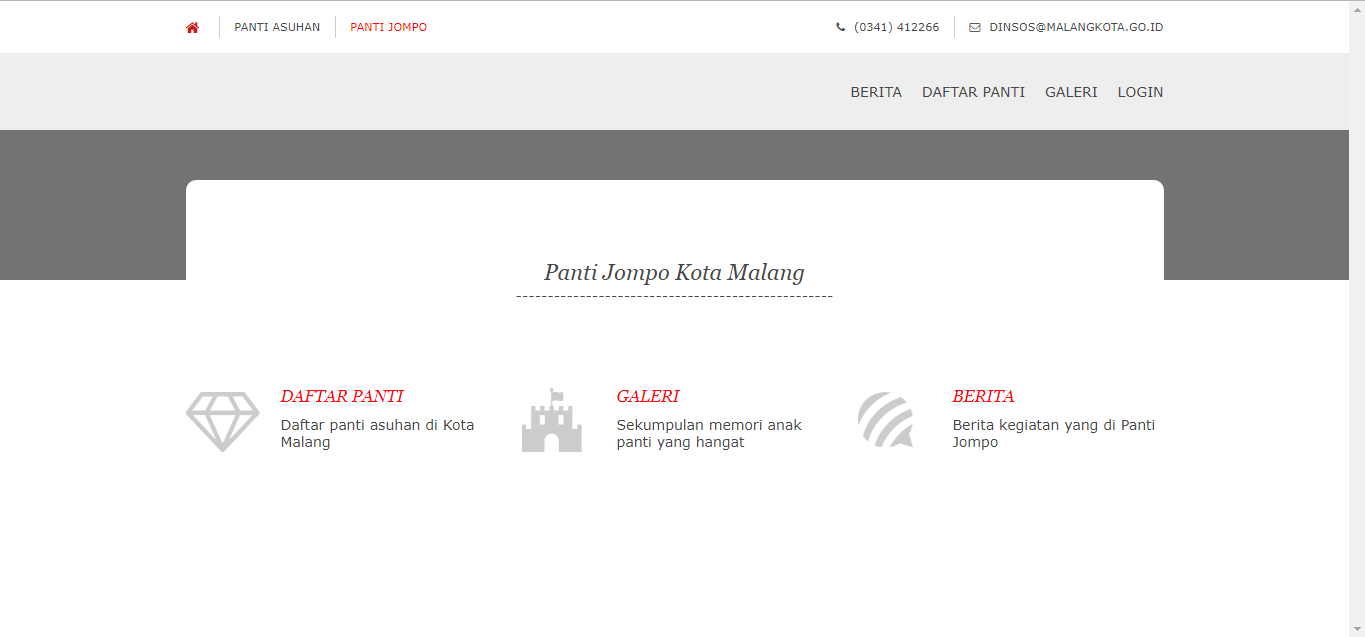 PANTI ASUHAN
PANTI JOMPO
(0341) 412266
DINSOS@MALANGKOTA.GO.ID
BERITA
DAFTAR PANTI
GALERI
LOGIN
Panti Jompo Kota Malang
DAFTAR PANTI
Daftar panti asuhan di Kota
Malang
GALERI
Sekumpulan memori anak
panti yang hangat
BERITA
Berita kegiatan yang di Panti
Jompo